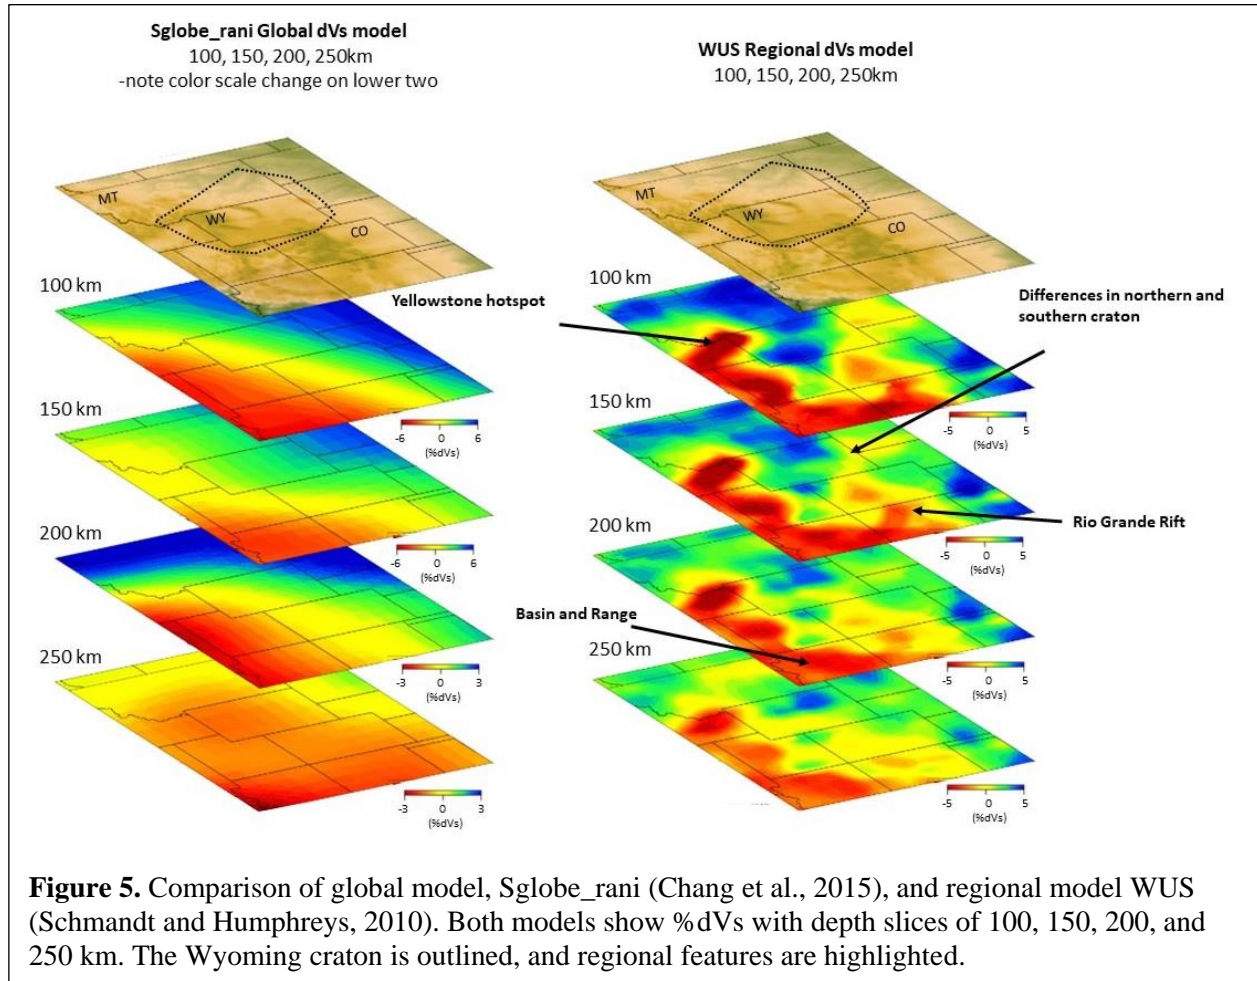 Sglobe_rani Global dVs model
100, 150, 200, 250km
-note color scale change on lower two
WUS Regional dVs model
100, 150, 200, 250km
MT
WY
CO
MT
WY
CO
100 km
Yellowstone hotspot
100 km
Differences in northern and
southern craton
150 km
-6 0 6
(%dVs)
150 km
-5 0 5
(%dVs)
200 km
-6 0 6
(%dVs)
200 km
-5 0 5
(%dVs)
Rio Grande Rift
Basin and Range
250 km
-3 0 3
(%dVs)
250 km
-5 0 5
(%dVs)
-3 0 3
(%dVs)
-5 0 5
(%dVs)
Figure 5. Comparison of global model, Sglobe_rani (Chang et al., 2015), and regional model WUS
(Schmandt and Humphreys, 2010). Both models show %dVs with depth slices of 100, 150, 200, and
250 km. The Wyoming craton is outlined, and regional features are highlighted.